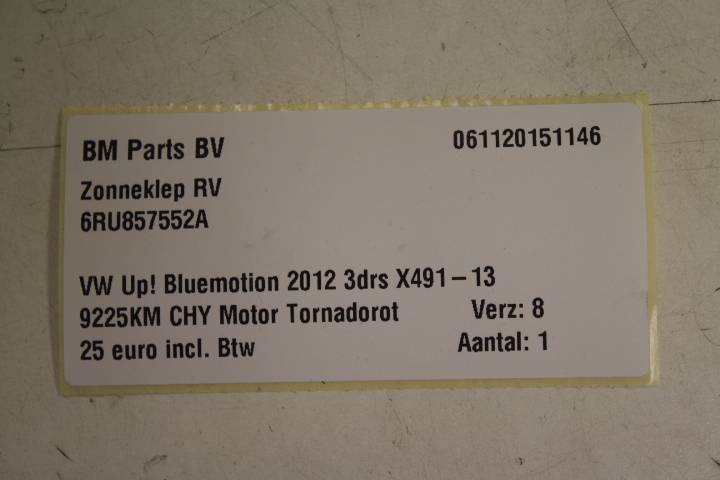 BM Parts BV 061120151146
Zonneklep RV
6RU857552A
VW Up! Bluemotion 2012 3drs X491-13
9225KM CHY Motor Tornadorot Verz: 8
25 euro incl. Btw Aantal: 1